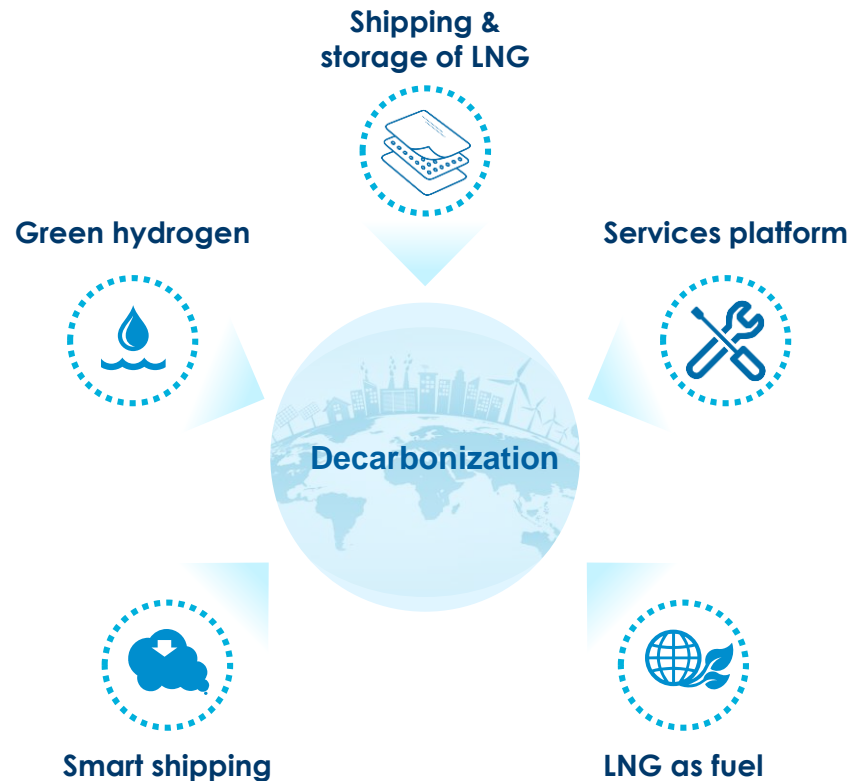 Shipping &
storage of LNG
Green hydrogen
Services platform
Decarbonization
Smart shipping
LNG as fuel